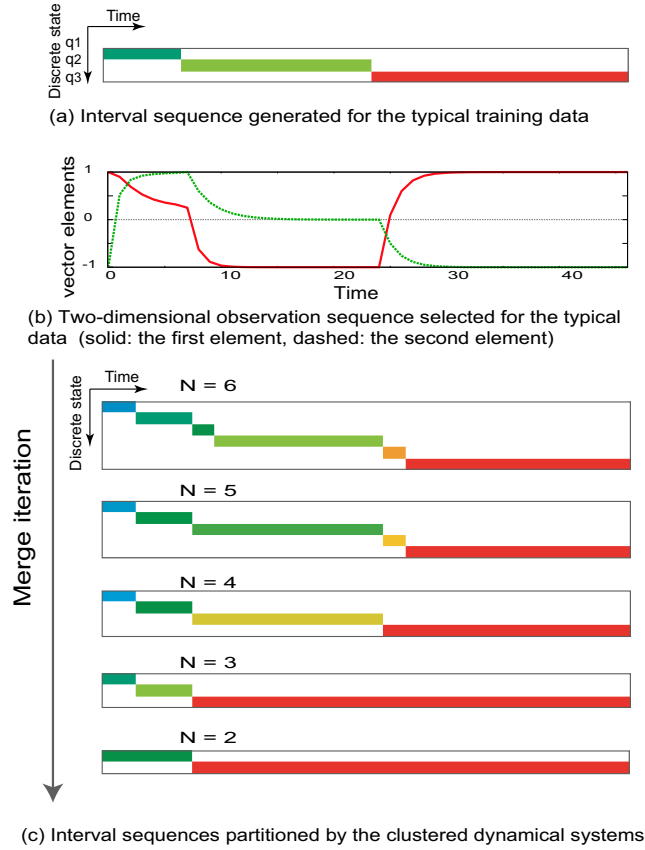 Time
Discrete state
q1
q2
q3
(a) Interval sequence generated for the typical training data
vector elements
1
0
-1
0 10 20 30 40
Time
(b) Two-dimensional observation sequence selected for the typical
data (solid: the first element, dashed: the second element)
Merge iteration
Time
Discrete state
N = 6
N = 5
N = 4
N = 3
N = 2
(c) Interval sequences partitioned by the clustered dynamical systems